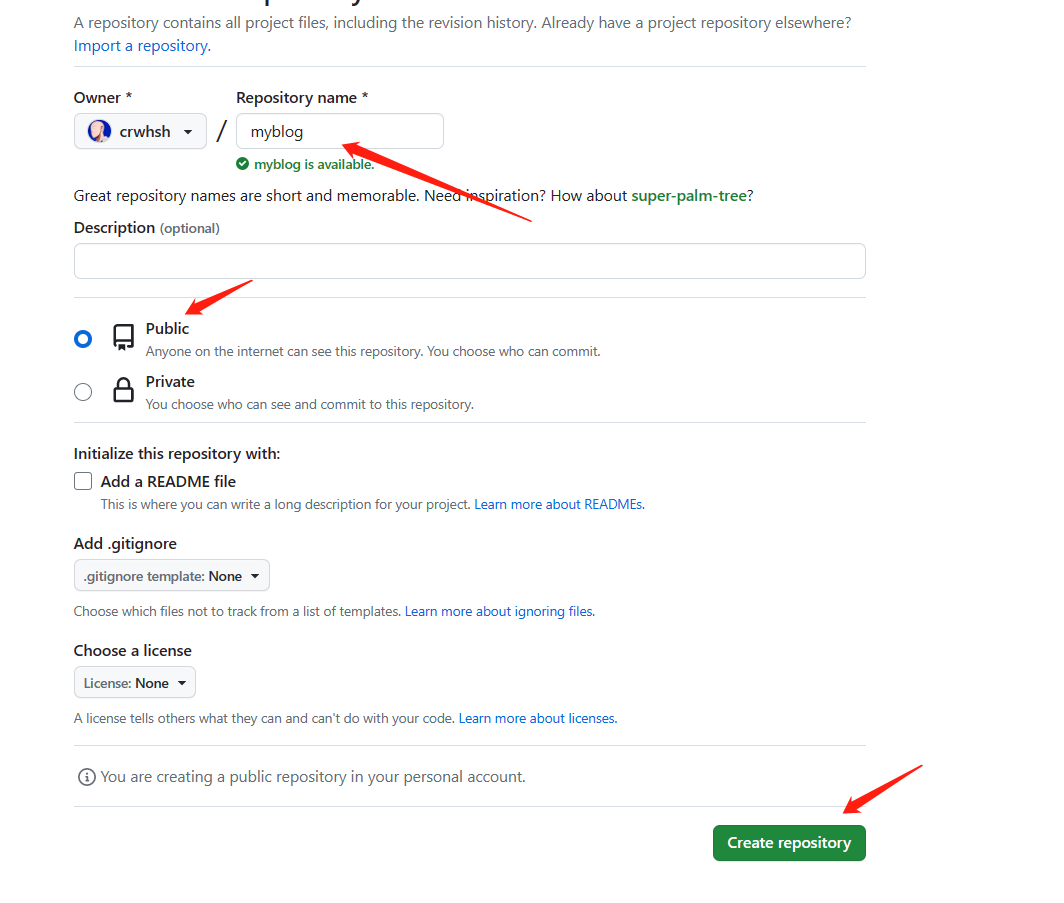 A repository contains all project files, including the revision history. Already have a project repository elsewhere?
Import a repository.
Owner *
Repository name *
crwhsh
/
myblog
myblog is available.
Great repository names are short and memorable. Need inspiration? How about super-palm-tree?
Description (optional)
Public
Anyone on the internet can see this repository. You choose who can commit.
Private
You choose who can see and commit to this repository.
Initialize this repository with:
Add a README file
This is where you can write a long description for your project. Learn more about READMEs.
Add .gitignore
.gitignore template: None
Choose which files not to track from a list of templates. Learn more about ignoring files.
Choose a license
License: None
A license tells others what they can and can't do with your code. Learn more about licenses.
You are creating a public repository in your personal account.
Create repository